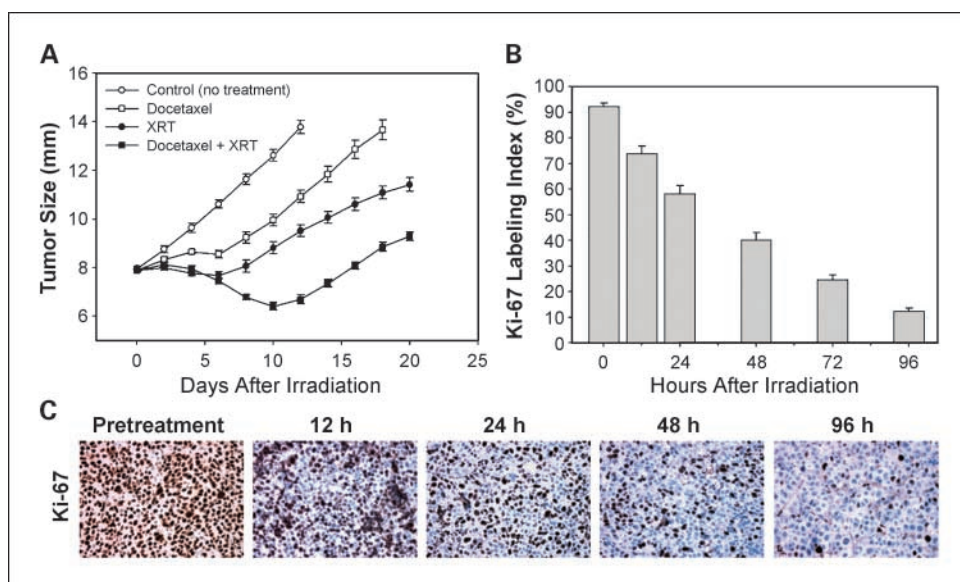 A
16
14
12
10
8
6
Tumor Size (mm)
Control (no treatment)
Docetaxel
XRT
Docetaxel + XRT
0 5 10 15 20 25
Days After Irradiation
B
100
90
80
70
60
50
40
30
20
10
0
Ki-67 Labeling Index (%)
0 24 48 72 96
Hours After Irradiation
C
Pretreatment 12 h 24 h 48 h 96 h
Ki-67